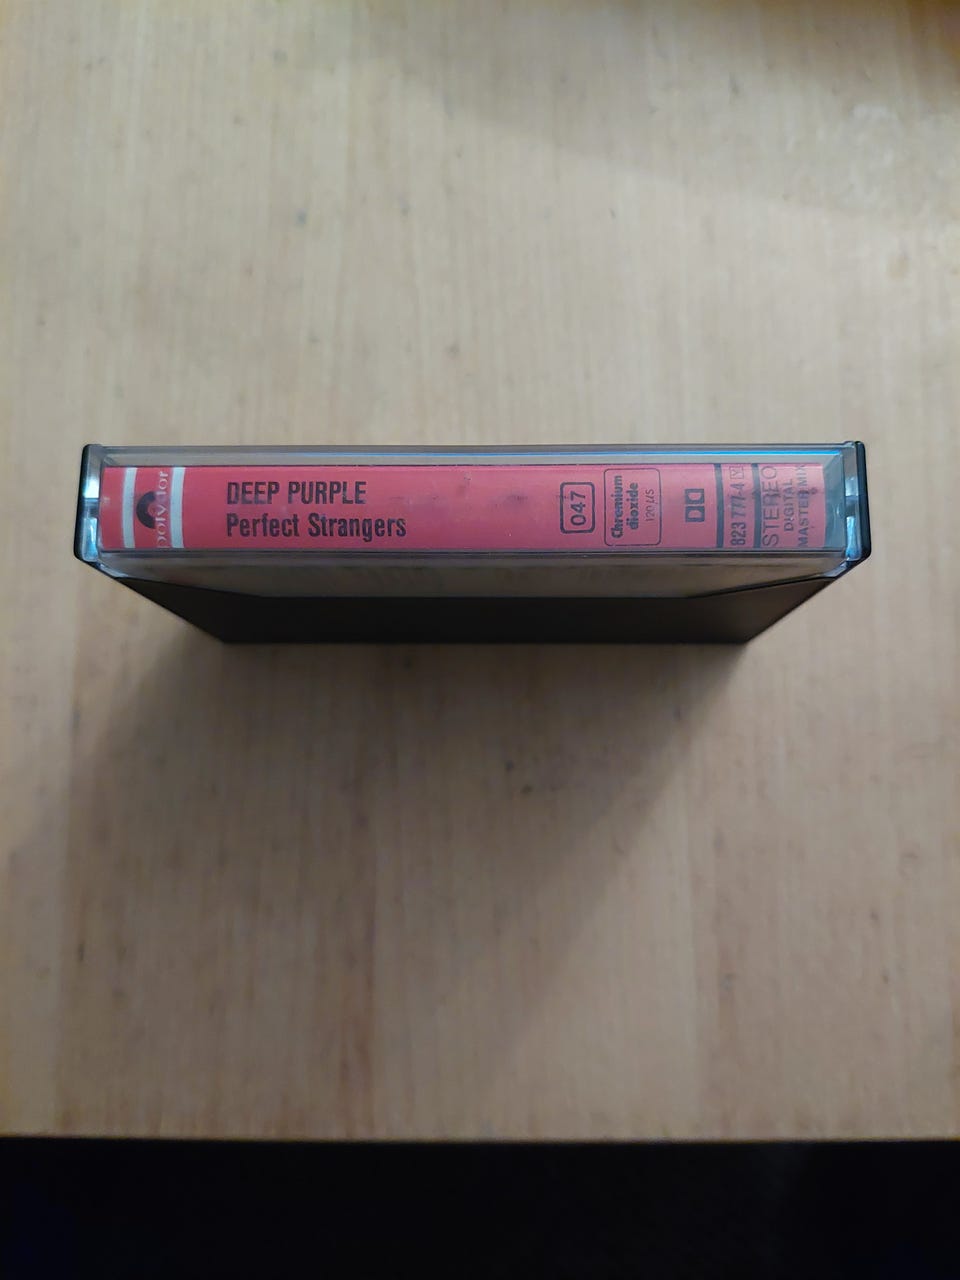 polydor
DEEP PURPLE
Perfect Strangers
047
Chromium
dioxide
120 µs
823 777-4 Y
STEREO
DIGITAL
MASTER MIX